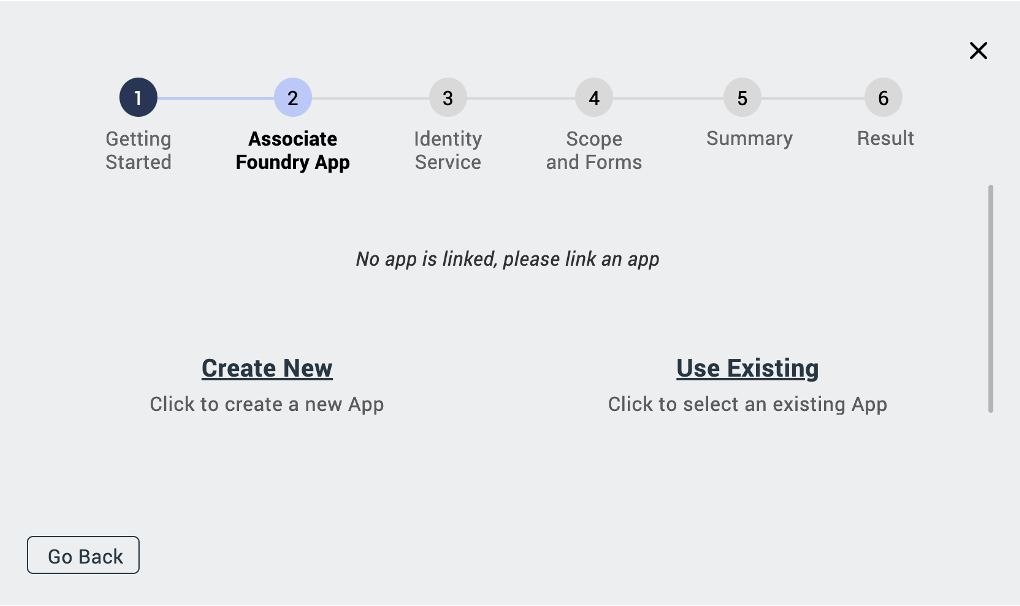 1 2 3 4 5 6
Getting Associate Identity Scope Summary Result
Started Foundry App Service and Forms
No app is linked, please link an app
Create New Use Existing
Click to create a new App Click to select an existing App
Go Back